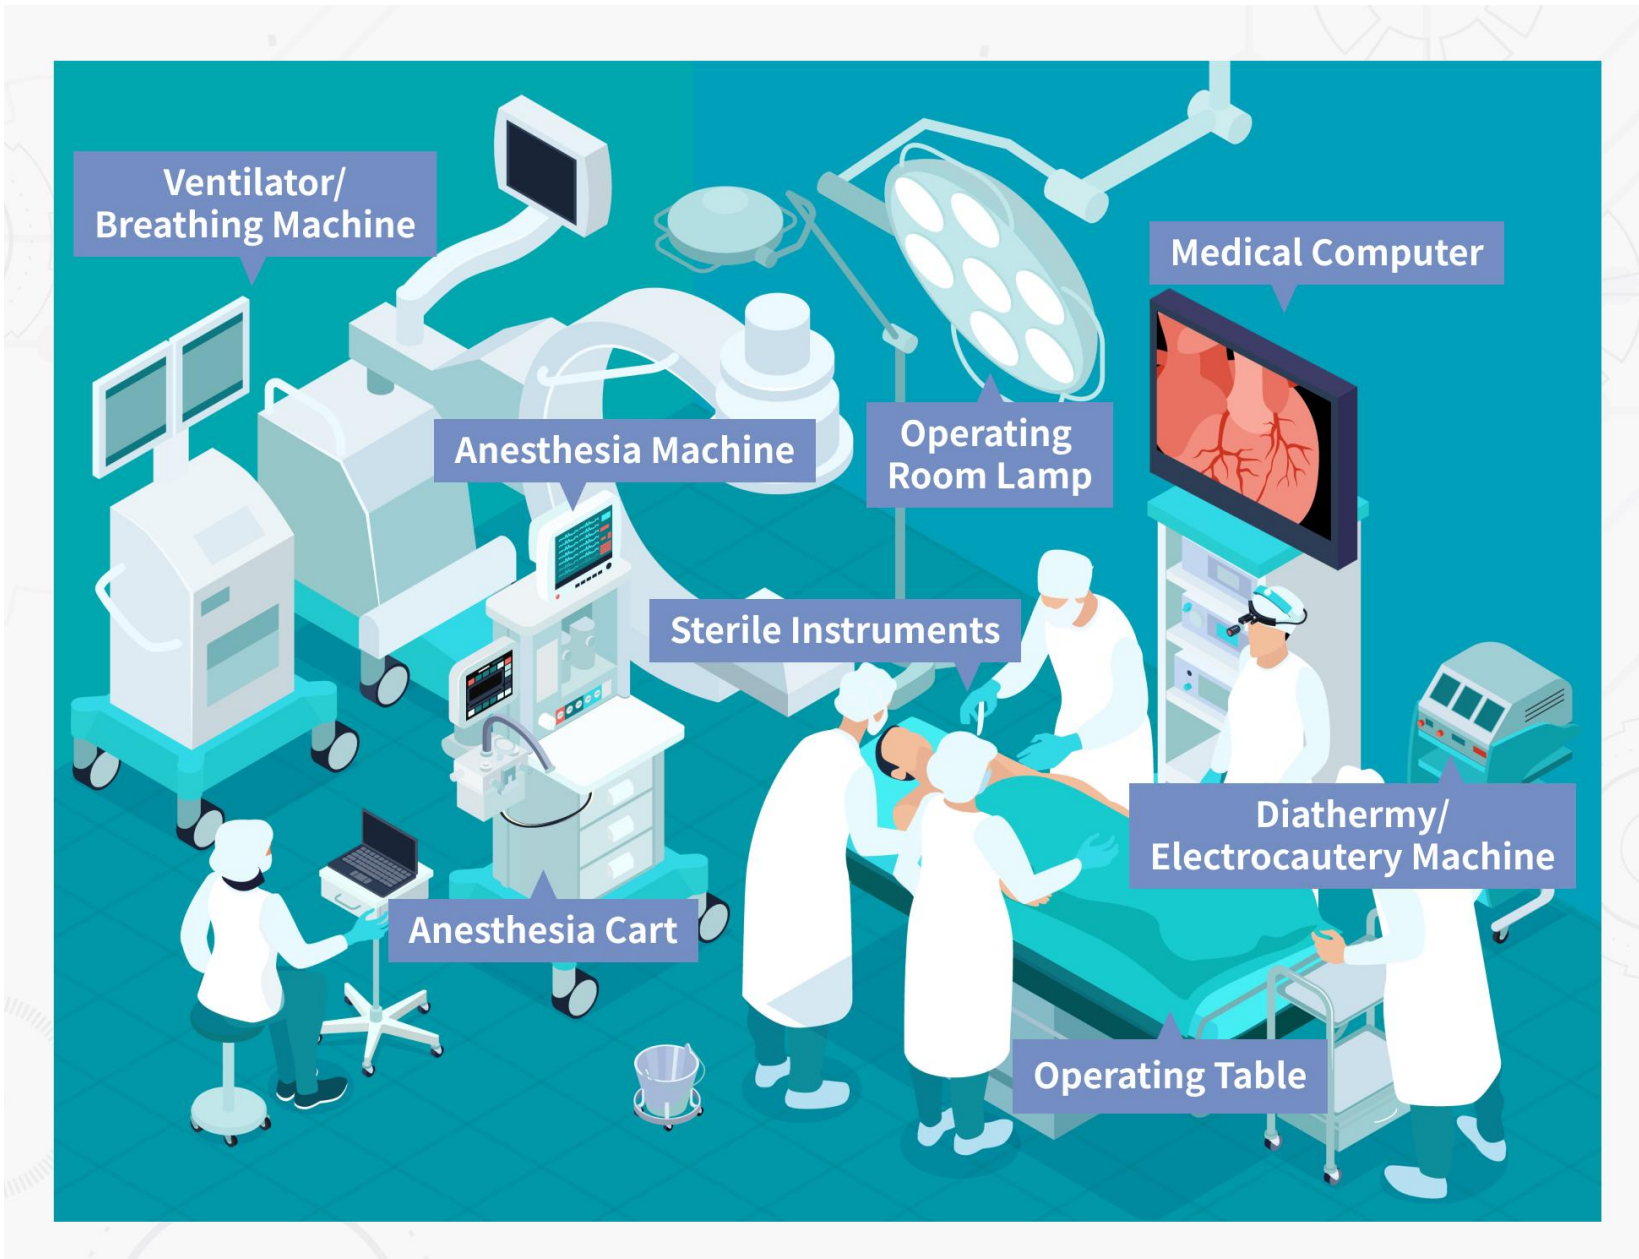 Ventilator/
Breathing Machine
Medical Computer
Anesthesia Machine
Operating
Room Lamp
Sterile Instruments
Diathermy/
Electrocautery Machine
Anesthesia Cart
Operating Table